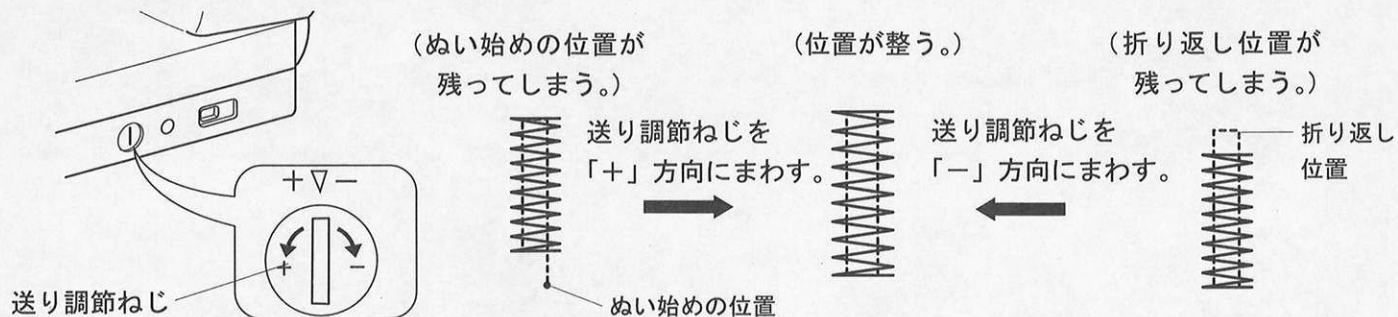 (ぬい始めの位置が
残ってしまう。)
(位置が整う。)
(折り返し位置が
残ってしまう。)
送り調節ねじを
「+」方向にまわす。
送り調節ねじを
「−」方向にまわす。
折り返し
位置
+▽−
+ −
送り調節ねじ
ぬい始めの位置